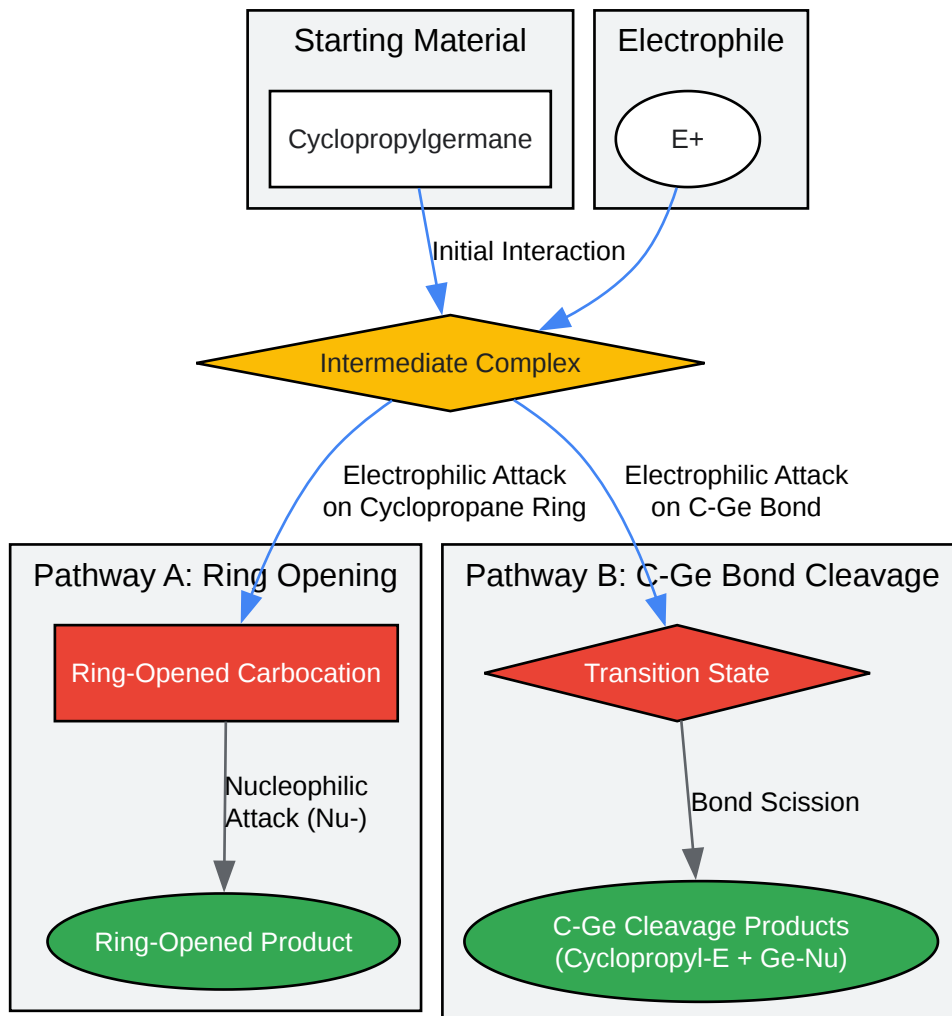 Starting Material
Electrophile
Cyclopropylgermane
E+
Initial Interaction
Intermediate Complex
Electrophilic Attack
on Cyclopropane Ring
Electrophilic Attack
on C-Ge Bond
Pathway A: Ring Opening
Pathway B: C-Ge Bond Cleavage
Ring-Opened Carbocation
Transition State
Nucleophilic
Attack (Nu-)
Bond Scission
Ring-Opened Product
C-Ge Cleavage Products
(Cyclopropyl-E + Ge-Nu)